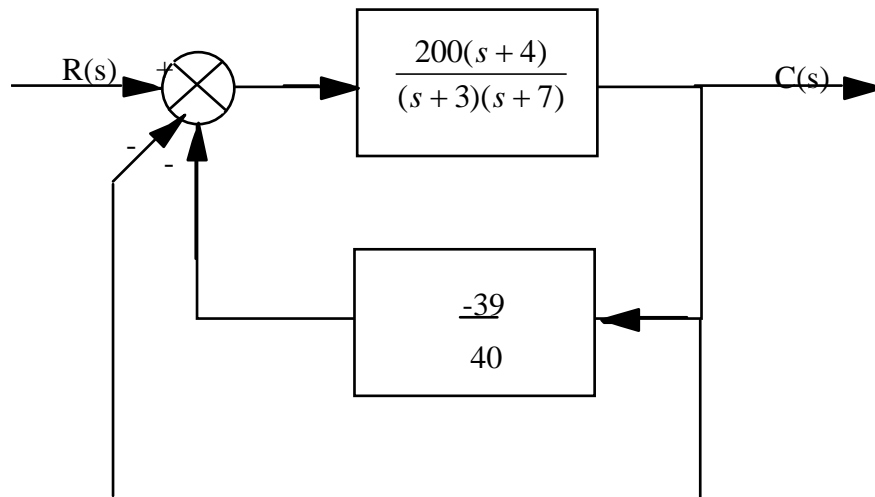 R(s)
+
-
-
200(s + 4)
(s + 3)(s + 7)
C(s)
-39
40